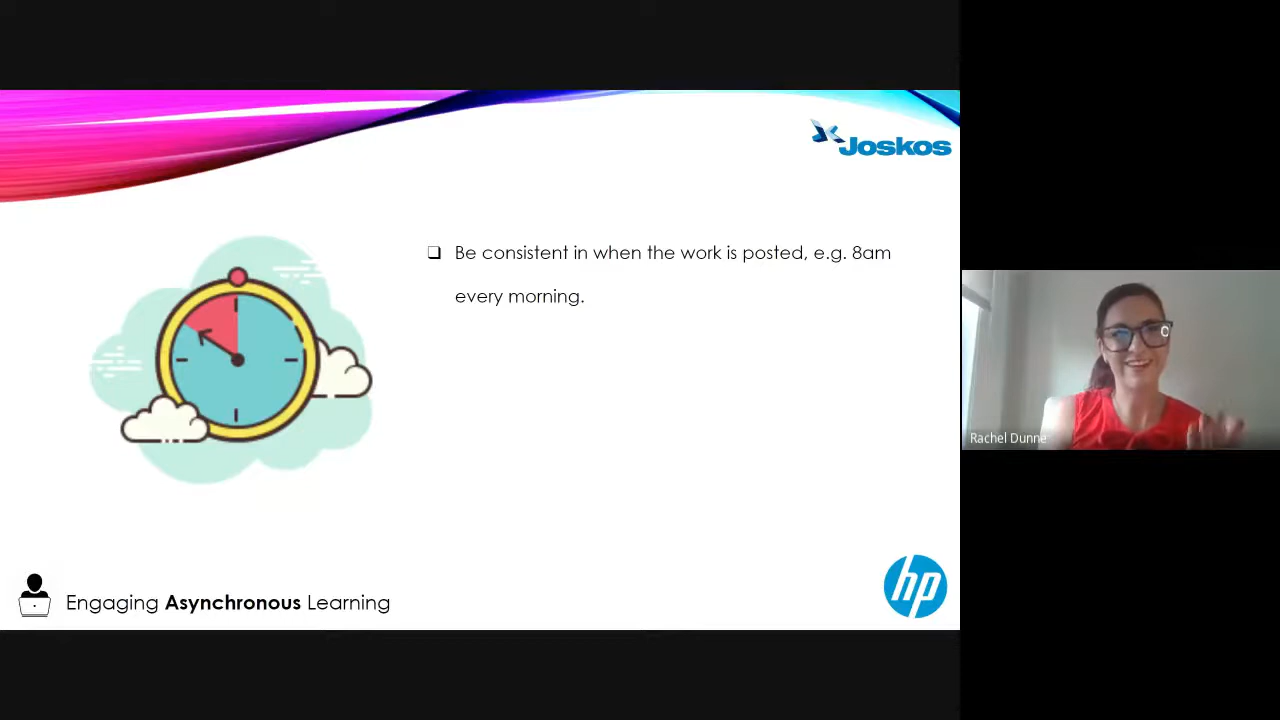 Joskos
❑ Be consistent in when the work is posted, e.g. 8am
every morning.
Rachel Dunne
hp
Engaging Asynchronous Learning